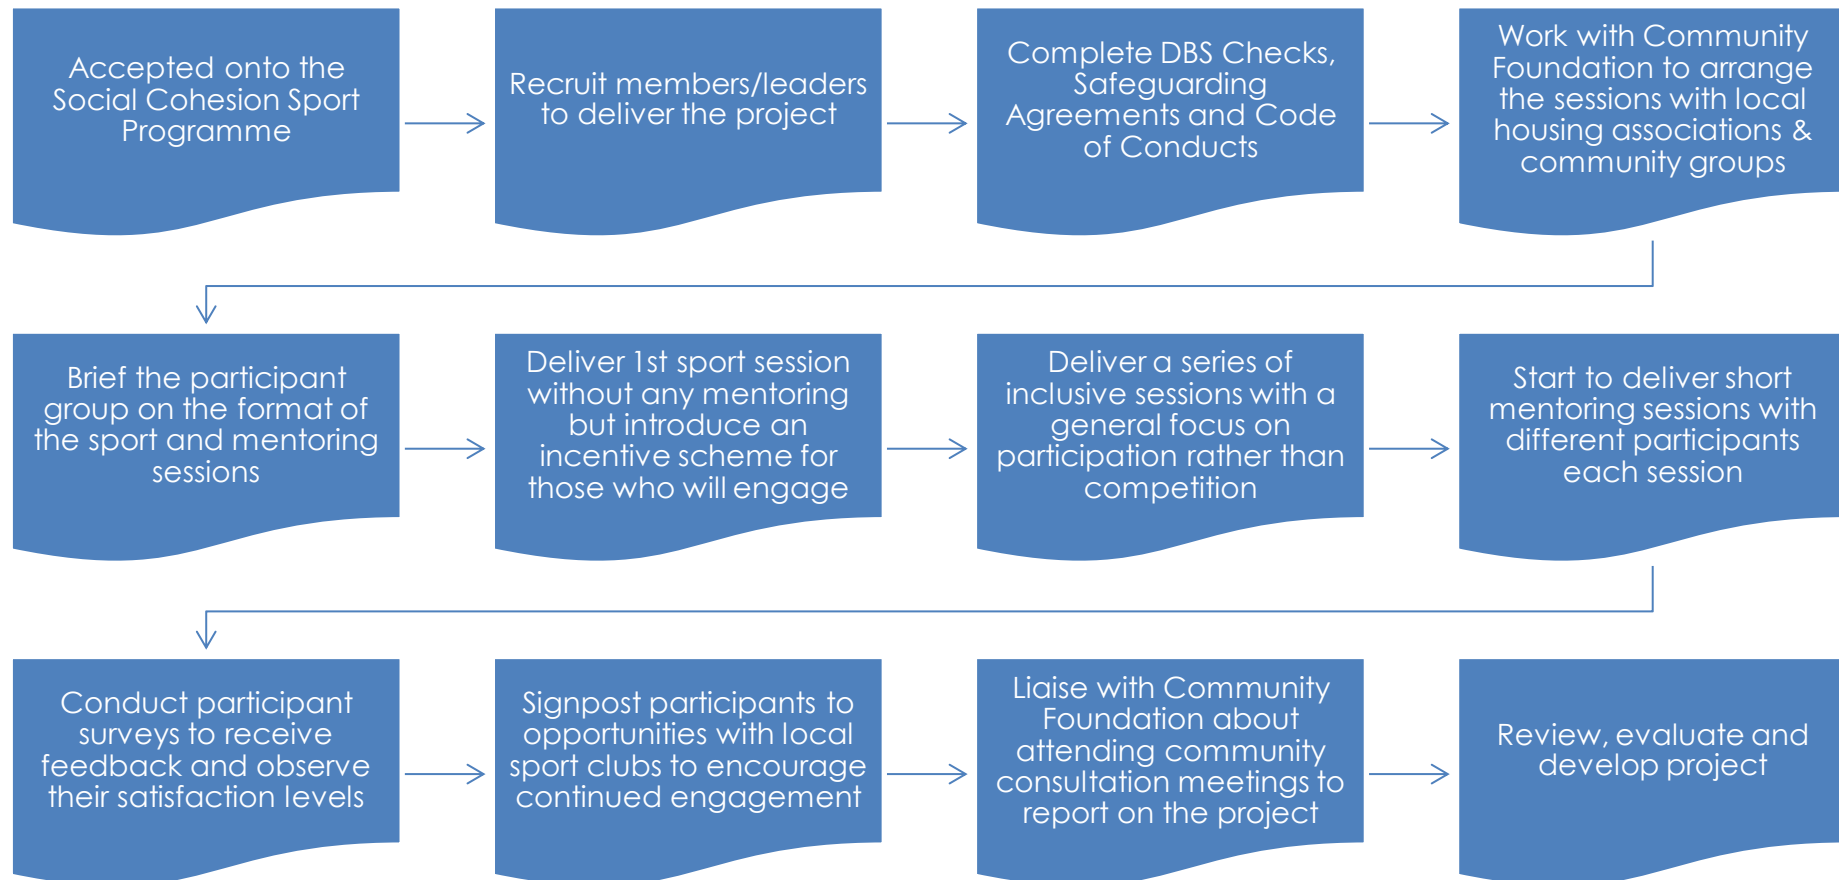 Accepted onto the
Social Cohesion Sport
Programme
Recruit members/leaders
to deliver the project
Complete DBS Checks,
Safeguarding
Agreements and Code
of Conducts
Work with Community
Foundation to arrange
the sessions with local
housing associations &
community groups
Brief the participant
group on the format of
the sport and mentoring
sessions
Deliver 1st sport session
without any mentoring
but introduce an
incentive scheme for
those who will engage
Deliver a series of
inclusive sessions with a
general focus on
participation rather than
competition
Start to deliver short
mentoring sessions with
different participants
each session
Conduct participant
surveys to receive
feedback and observe
their satisfaction levels
Signpost participants to
opportunities with local
sport clubs to encourage
continued engagement
Liaise with Community
Foundation about
attending community
consultation meetings to
report on the project
Review, evaluate and
develop project